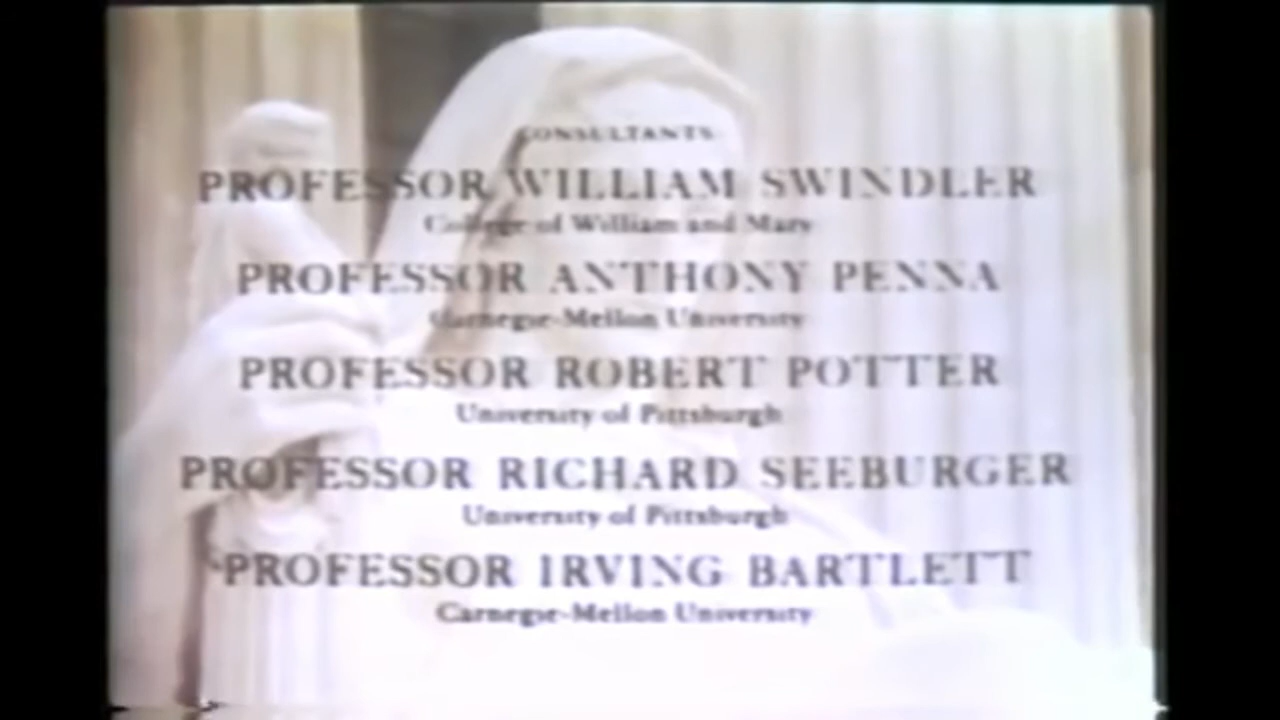 CONSULTANTS
PROFESSOR WILLIAM SWINDLER
College of William and Mary
PROFESSOR ANTHONY PENNA
Carnegie-Mellon University
PROFESSOR ROBERT POTTER
University of Pittsburgh
PROFESSOR RICHARD SEEBURGER
University of Pittsburgh
PROFESSOR IRVING BARTLETT
Carnegie-Mellon University